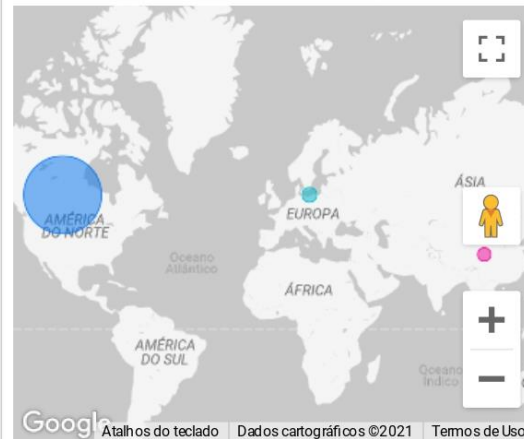 ÁSIA
AMÉRICA
DO NORTE
EUROPA
Oceano
Atlântico
ÁFRICA
AMÉRICA
DO SUL
Oceano
Índico
Google
Atalhos do teclado
Dados cartográficos ©2021
Termos de Uso